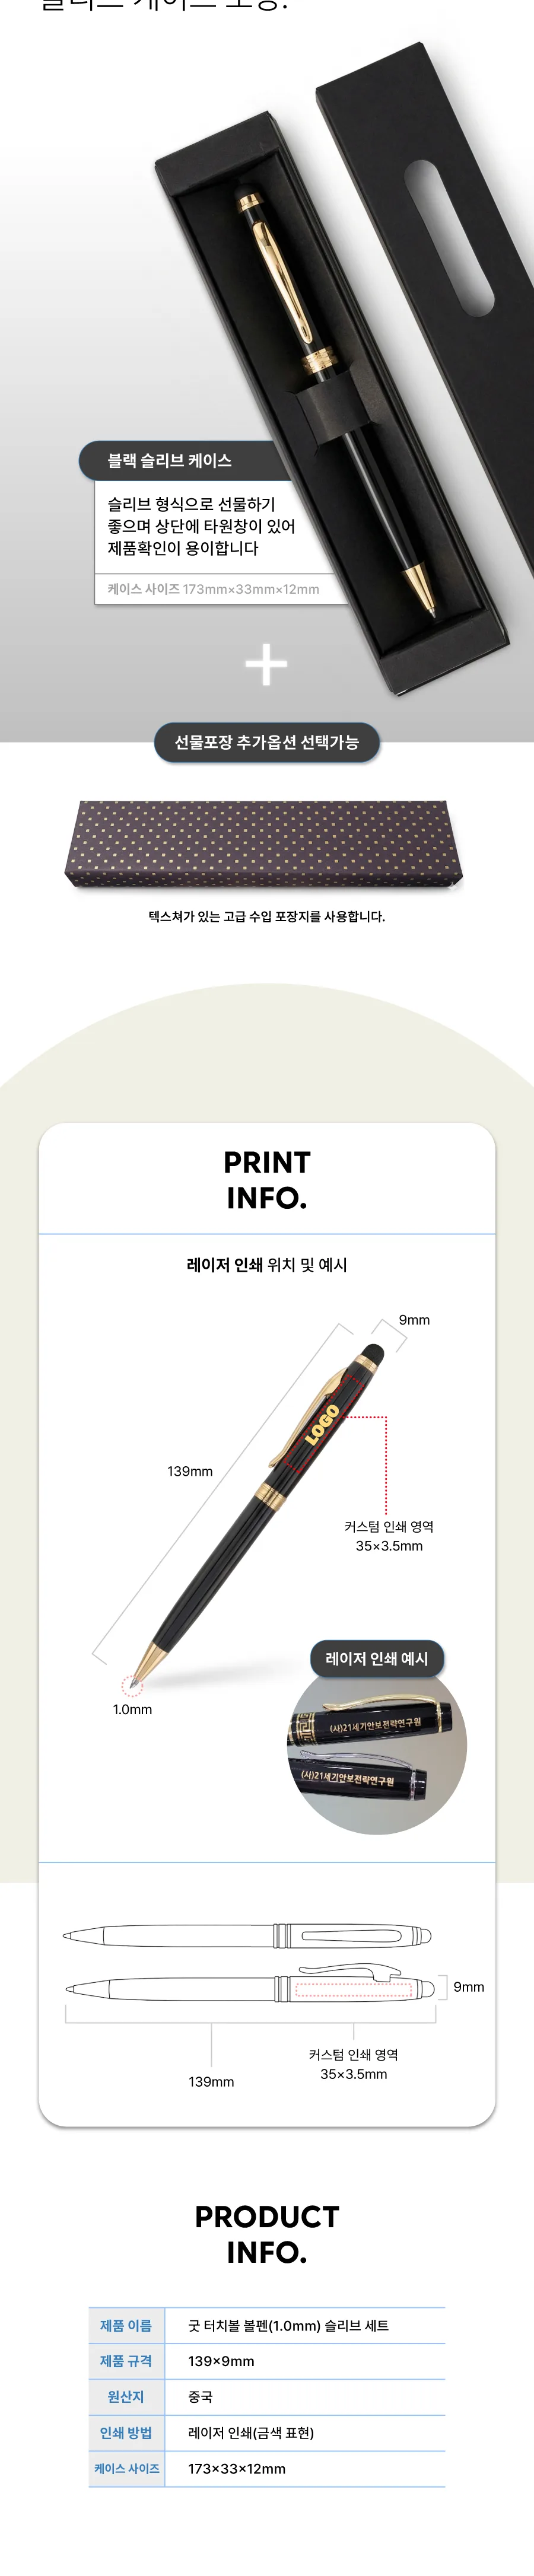 블랙 슬리브 케이스
슬리브 형식으로 선물하기
좋으며 상단에 타원창이 있어
제품확인이 용이합니다
케이스 사이즈 173mm×33mm×12mm
+
선물포장 추가옵션 선택가능
텍스쳐가 있는 고급 수입 포장지를 사용합니다.
PRINT
INFO.
레이저 인쇄 위치 및 예시
9mm
LOGO
139mm
커스텀 인쇄 영역
35×3.5mm
레이저 인쇄 예시
1.0mm
(사)21세기안보전략연구원
(사)21세기안보전략연구원
9mm
커스텀 인쇄 영역
35×3.5mm
139mm
PRODUCT
INFO.
제품 이름 굿 터치볼 볼펜(1.0mm) 슬리브 세트
제품 규격 139×9mm
원산지 중국
인쇄 방법 레이저 인쇄(금색 표현)
케이스 사이즈 173×33×12mm